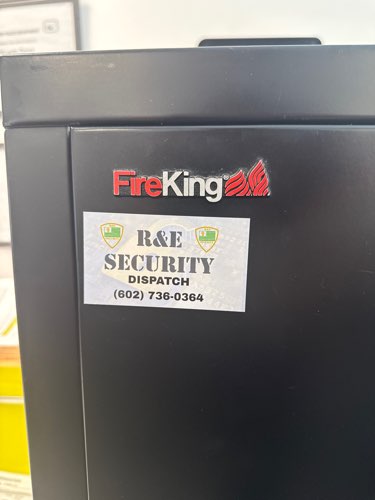 FireKing
R&E
SECURITY
DISPATCH
(602) 736-0364